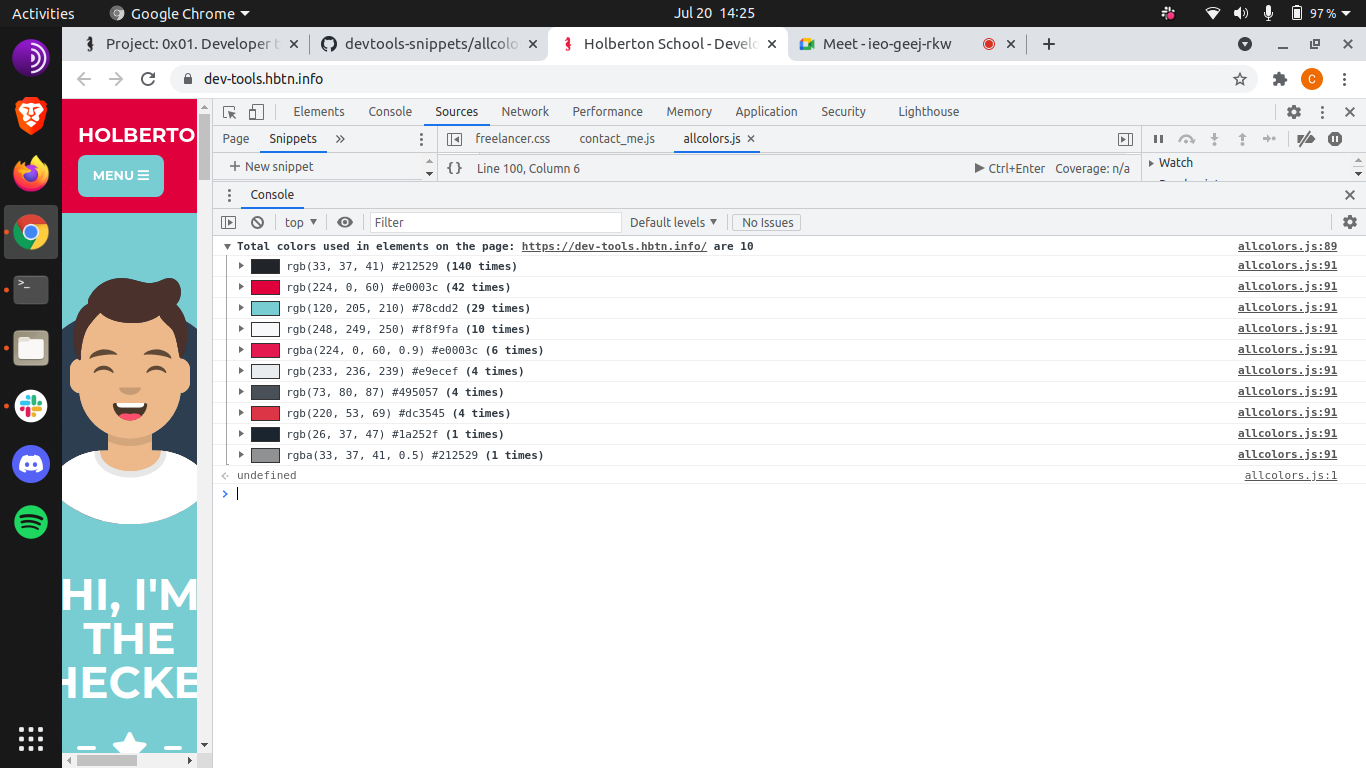 Activities
Google Chrome
Jul 20 14:25
97 %
Project: 0x01. Developer t
devtools-snippets/allcolo
Holberton School - Develo
Meet - ieo-geej-rkw
dev-tools.hbtn.info
C
HOLBERTO
MENU
HI, I'M
THE
HECKE
Elements Console Sources Network Performance Memory Application Security Lighthouse
Page Snippets
freelancer.css contact_me.js allcolors.js
+ New snippet
{} Line 100, Column 6
Ctrl+Enter Coverage: n/a
Watch
Console
top
Filter
Default levels
No Issues
Total colors used in elements on the page: https://dev-tools.hbtn.info/ are 10 allcolors.js:89
rgb(33, 37, 41) #212529 (140 times) allcolors.js:91
rgb(224, 0, 60) #e0003c (42 times) allcolors.js:91
rgb(120, 205, 210) #78cdd2 (29 times) allcolors.js:91
rgb(248, 249, 250) #f8f9fa (10 times) allcolors.js:91
rgba(224, 0, 60, 0.9) #e0003c (6 times) allcolors.js:91
rgb(233, 236, 239) #e9ecef (4 times) allcolors.js:91
rgb(73, 80, 87) #495057 (4 times) allcolors.js:91
rgb(220, 53, 69) #dc3545 (4 times) allcolors.js:91
rgb(26, 37, 47) #1a252f (1 times) allcolors.js:91
rgba(33, 37, 41, 0.5) #212529 (1 times) allcolors.js:91
undefined allcolors.js:1